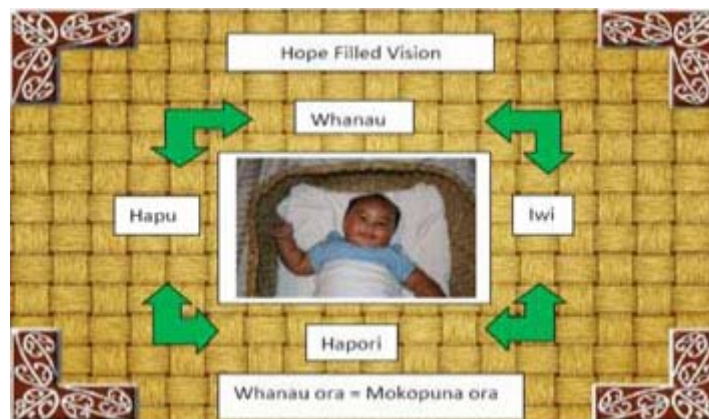 Hope Filled Vision
Whanau
Hapu
Iwi
Hapori
Whanau ora = Mokopuna ora